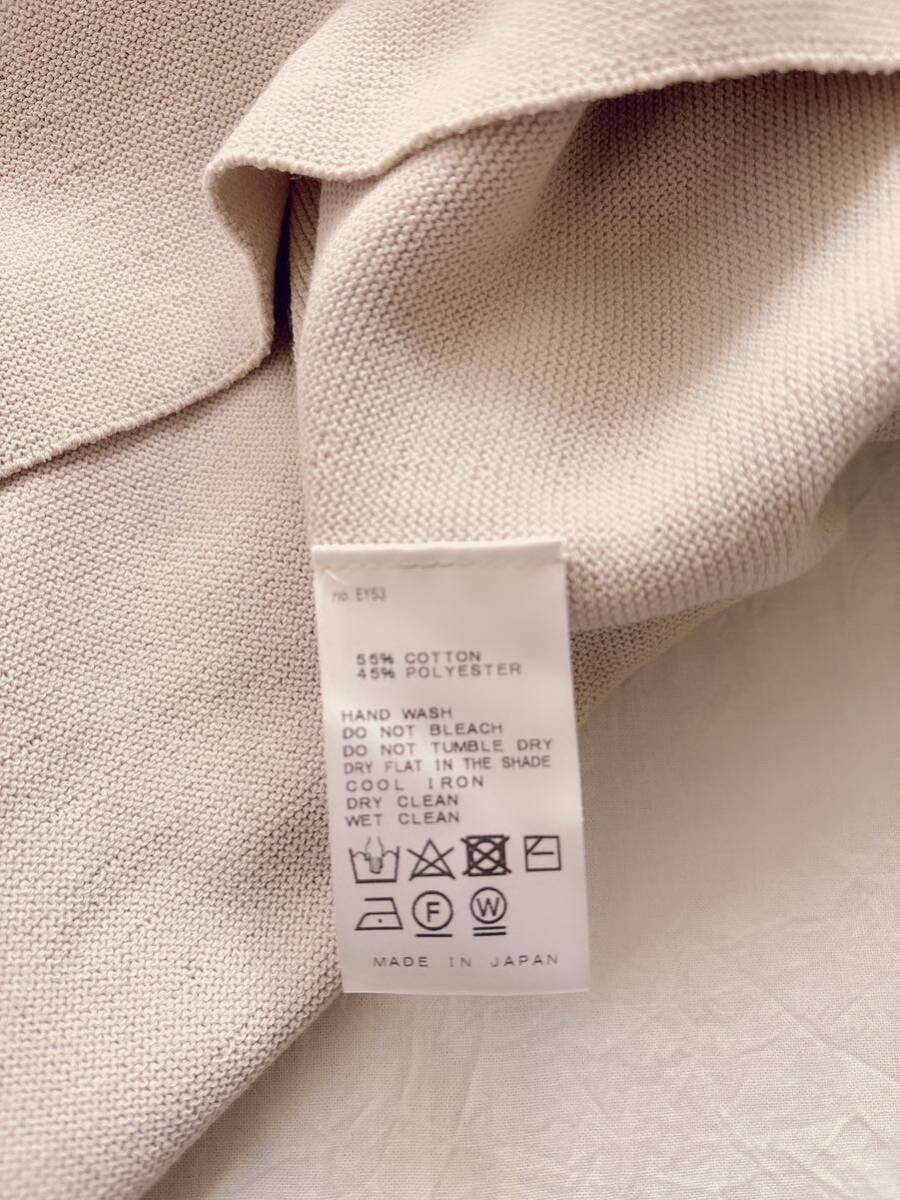 no. EY53
55% COTTON
45% POLYESTER
HAND WASH
DO NOT BLEACH
DO NOT TUMBLE DRY
DRY FLAT IN THE SHADE
COOL IRON
DRY CLEAN
WET CLEAN
F W
MADE IN JAPAN